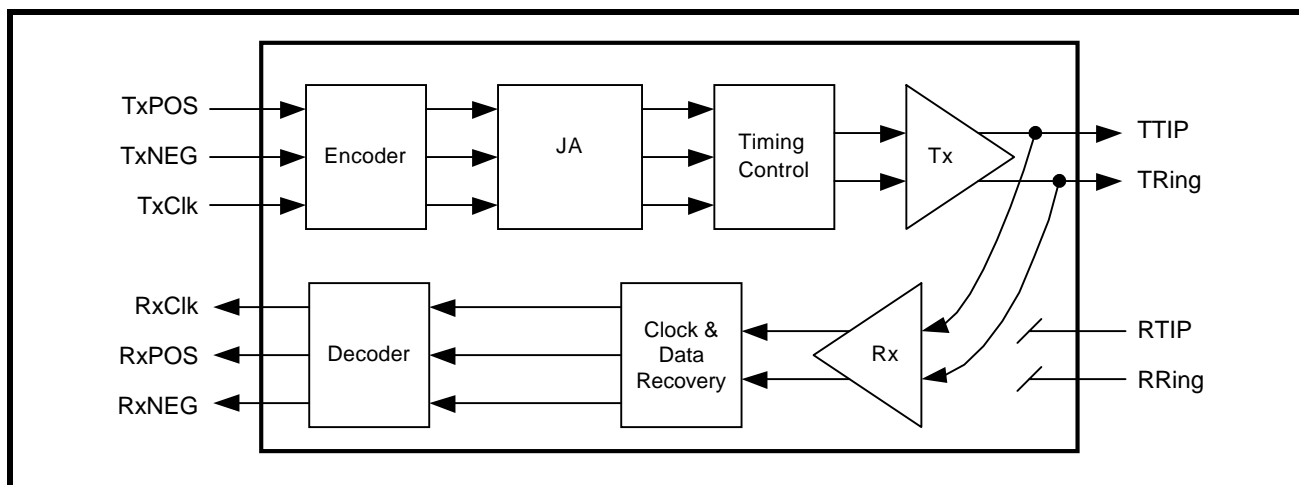 TxPOS
TxNEG
TxClk
Encoder
JA
Timing
Control
Tx
TTIP
TRing
RxClk
RxPOS
RxNEG
Decoder
Clock &
Data
Recovery
Rx
RTIP
RRing